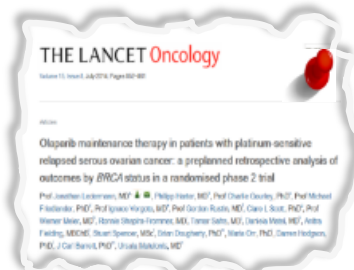 THE LANCET Oncology
Volume 15, Issue 8, July 2014, Pages 852-861
Articles
Olaparib maintenance therapy in patients with platinum-sensitive
relapsed serous ovarian cancer: a preplanned retrospective analysis of
outcomes by BRCA status in a randomised phase 2 trial
Prof Jonathan Ledermann, MD, Philipp Harter, MD, Prof Charlie Gourley, PhD, Prof Michael
Friedlander, PhD, Prof Ignace Vergote, MD, Prof Gordon Rustin, MD, Clare L Scott, PhD, Prof
Werner Meier, MD, Ronnie Shapira-Frommer, MD, Tamar Safra, MD, Daniela Matei, MD, Anitra
Fielding, MBChB, Stuart Spencer, MSc, Brian Dougherty, PhD, Maria Orr, PhD, Darren Hodgson,
PhD, J Carl Barrett, PhD, Ursula Matulonis, MD